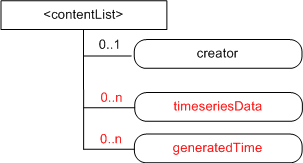 <contentList>
0..1
creator
0..n
timeseriesData
0..n
generatedTime